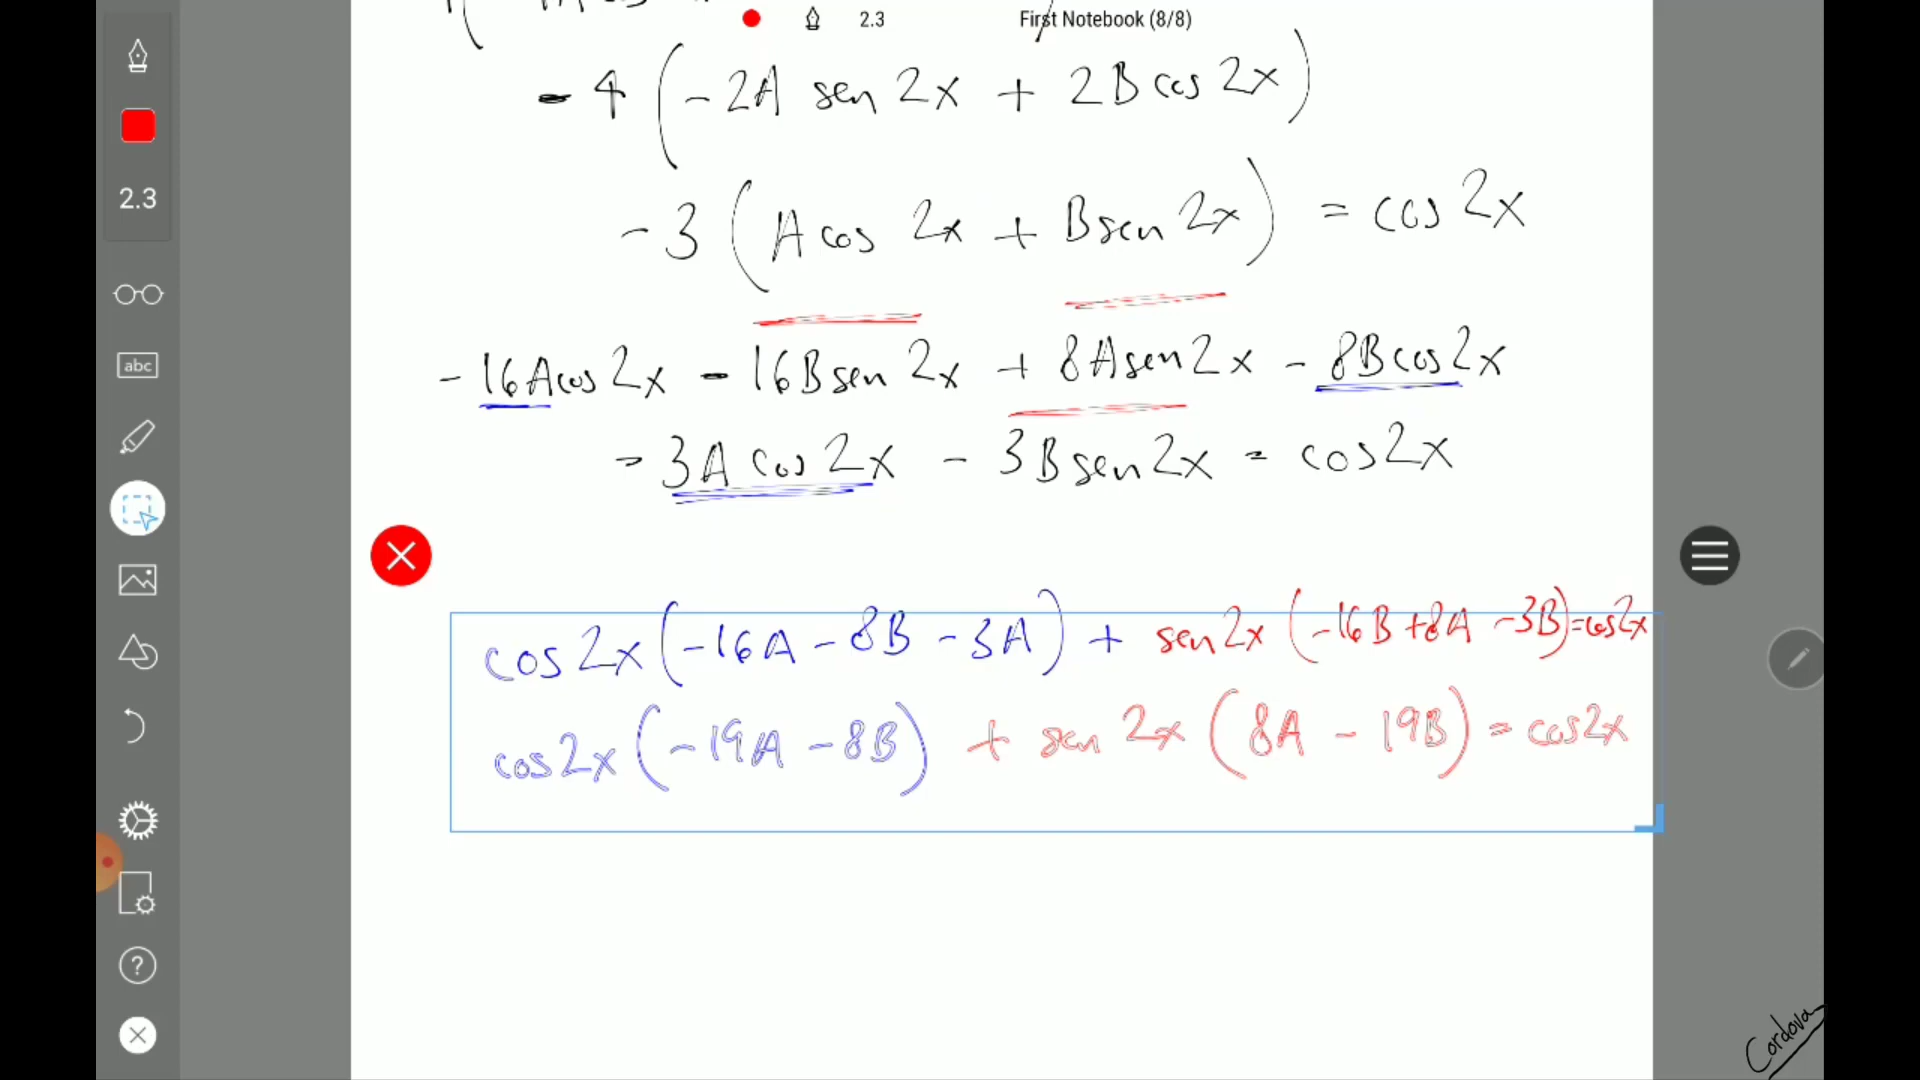 2.3 First Notebook (8/8)
- 4 (-2A sen 2x + 2B cos 2x)
2.3
-3 (A cos 2x + B sen 2x) = cos 2x
abc
-16A cos 2x - 16B sen 2x + 8A sen 2x - 8B cos 2x
- 3A cos 2x - 3B sen 2x = cos 2x
cos 2x (-16A - 8B - 3A) + sen 2x (-16B + 8A - 3B) = cos 2x
cos 2x (-19A - 8B) + sen 2x (8A - 19B) = cos 2x
?
Cordova